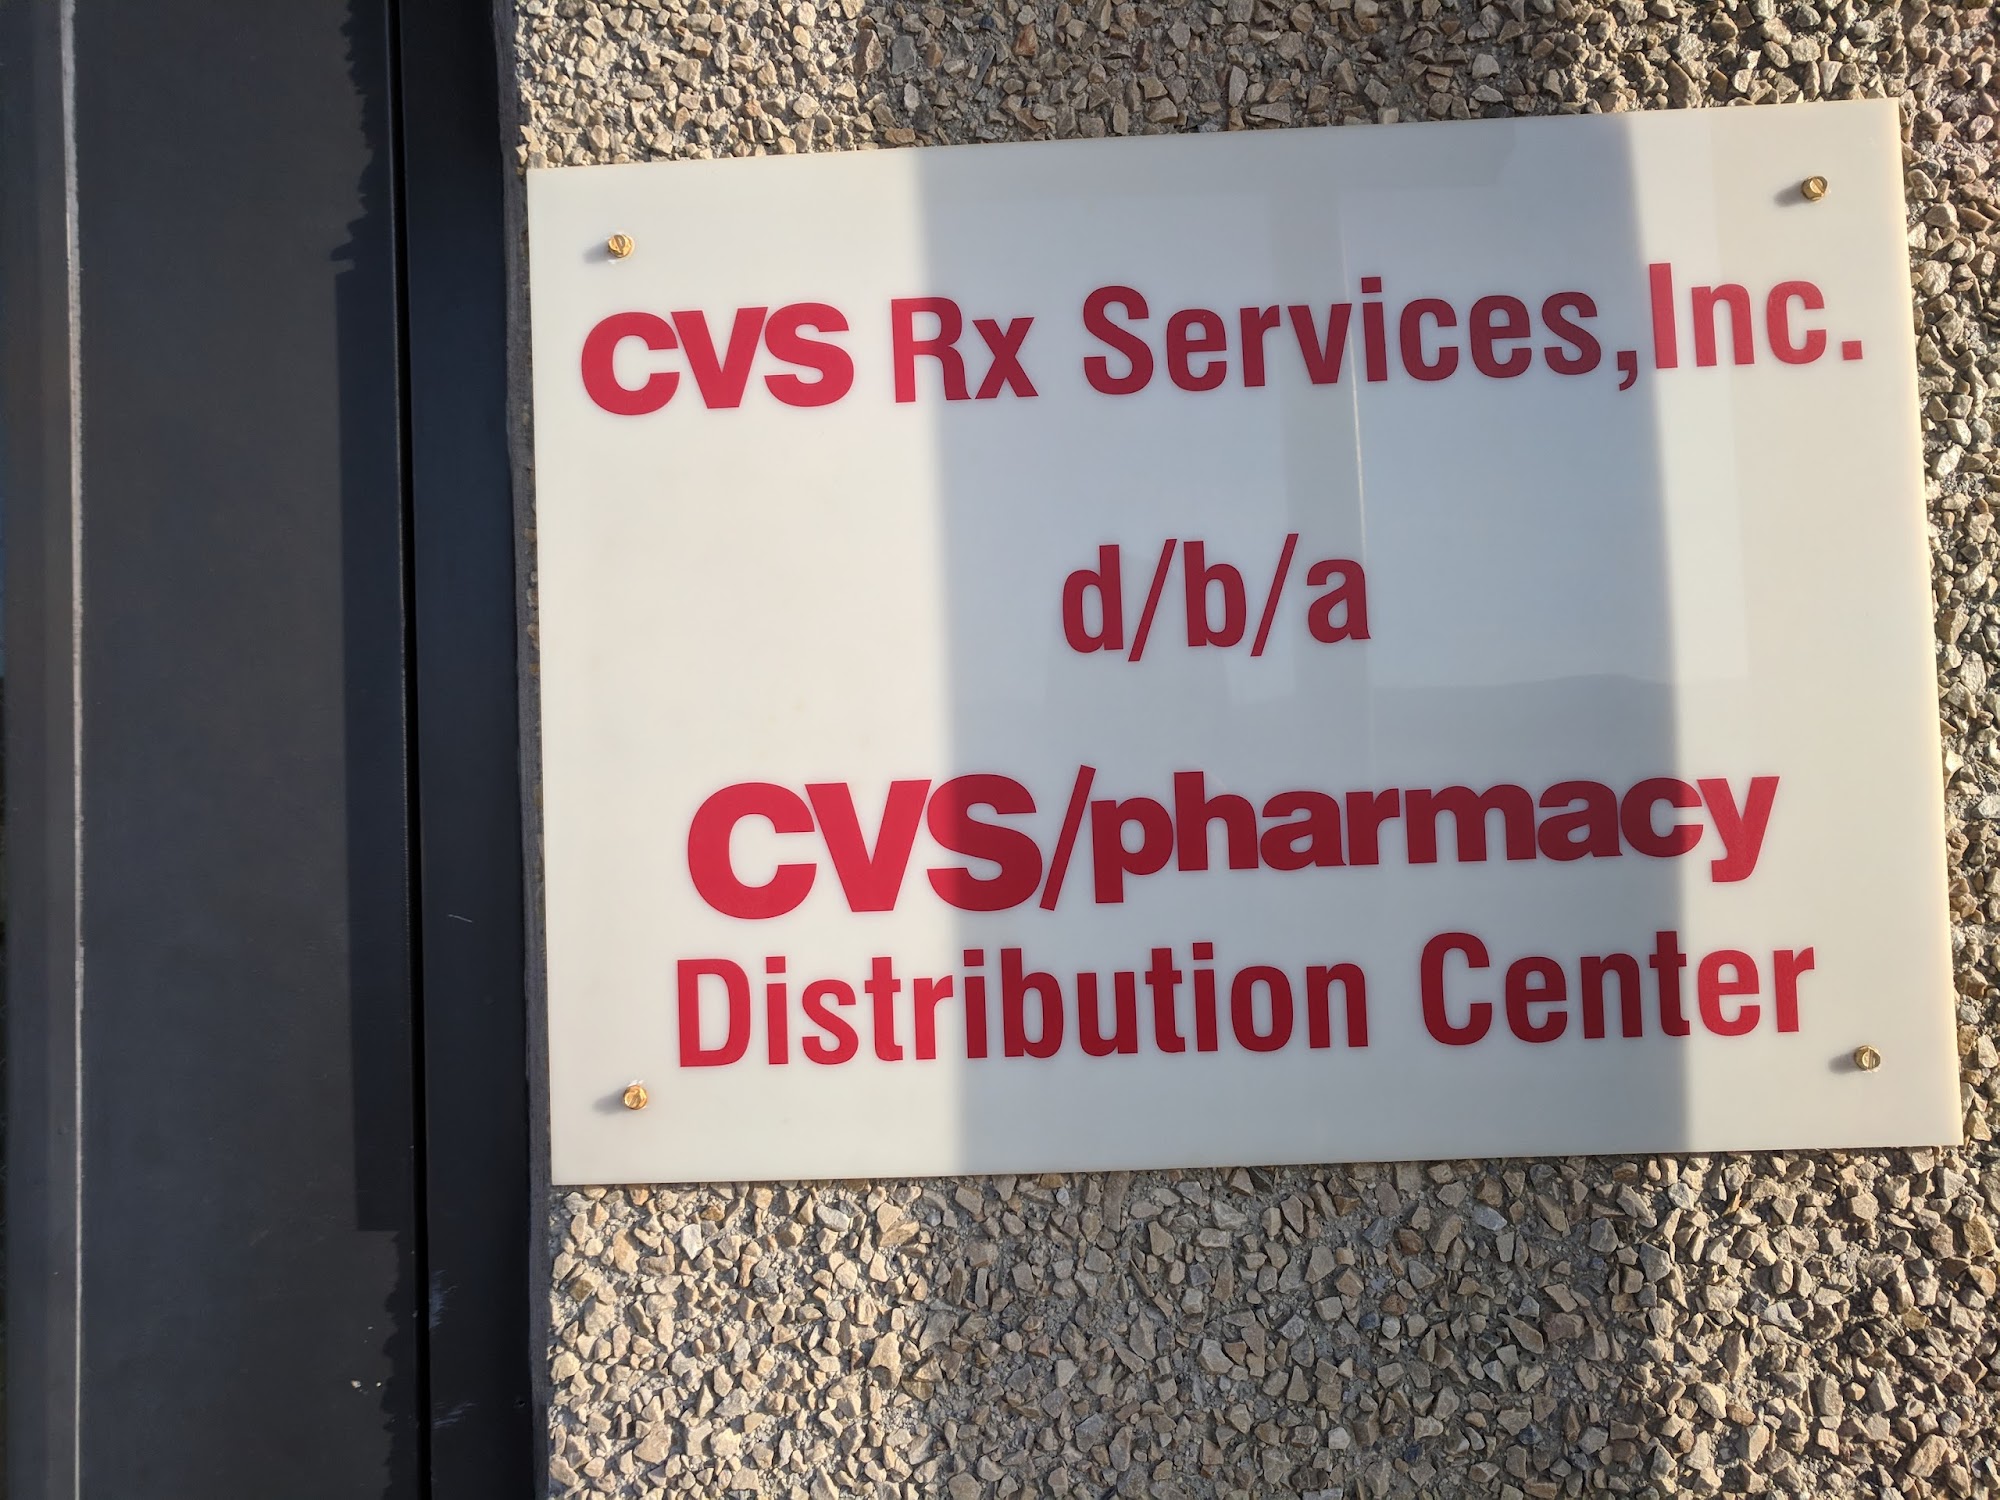 CVS Rx Services,Inc.
d/b/a
CVS/pharmacy
Distribution Center